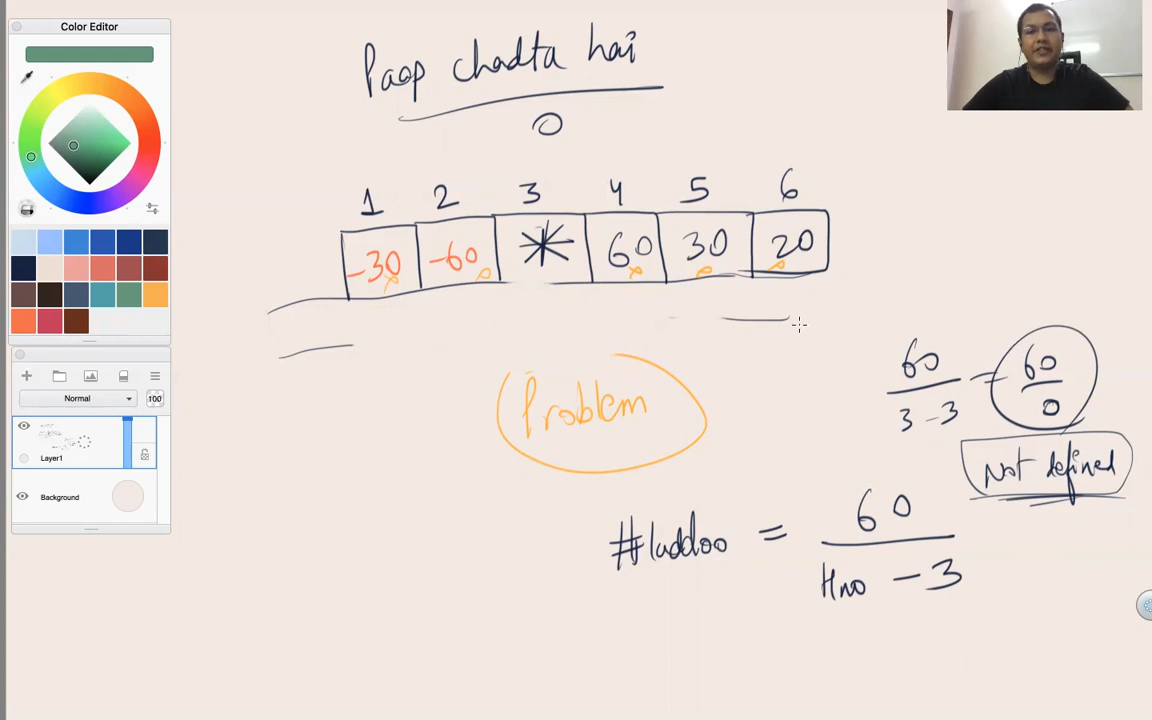 Color Editor
Paap chadta hai
0
1 2 3 4 5 6
-30 -60 * 60 30 20
Normal 100
Layer1
Background
Problem
60 / 3-3 = 60 / 0
Not defined
#laddoo = 60 / Hno - 3